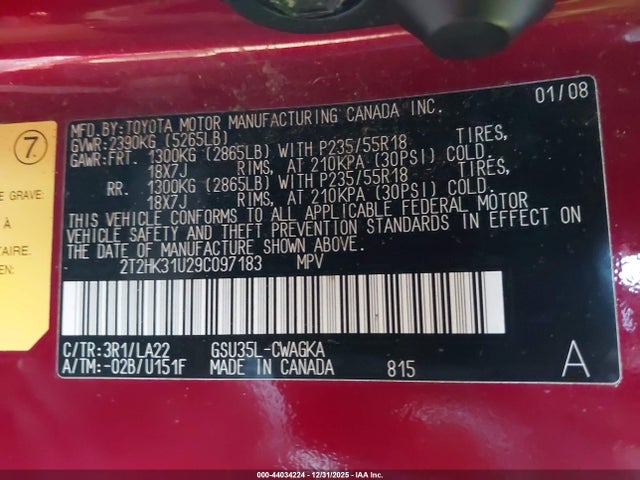 7
E GRAVE:
À
TAIRE.
01/08
MFD.BY:TOYOTA MOTOR MANUFACTURING CANADA INC.
GVWR:2390KG (5265LB)
GAWR:FRT. 1300KG (2865LB) WITH P235/55R18 TIRES,
18X7J RIMS, AT 210KPA (30PSI) COLD.
RR. 1300KG (2865LB) WITH P235/55R18 TIRES,
18X7J RIMS, AT 210KPA (30PSI) COLD.
THIS VEHICLE CONFORMS TO ALL APPLICABLE FEDERAL MOTOR
VEHICLE SAFETY AND THEFT PREVENTION STANDARDS IN EFFECT ON
THE DATE OF MANUFACTURE SHOWN ABOVE.
2T2HK31U29C097183 MPV
C/TR:3R1/LA22 GSU35L-CWAGKA
A/TM:-02B/U151F MADE IN CANADA 815 A
000-44034224 - 12/31/2025 - IAA Inc.